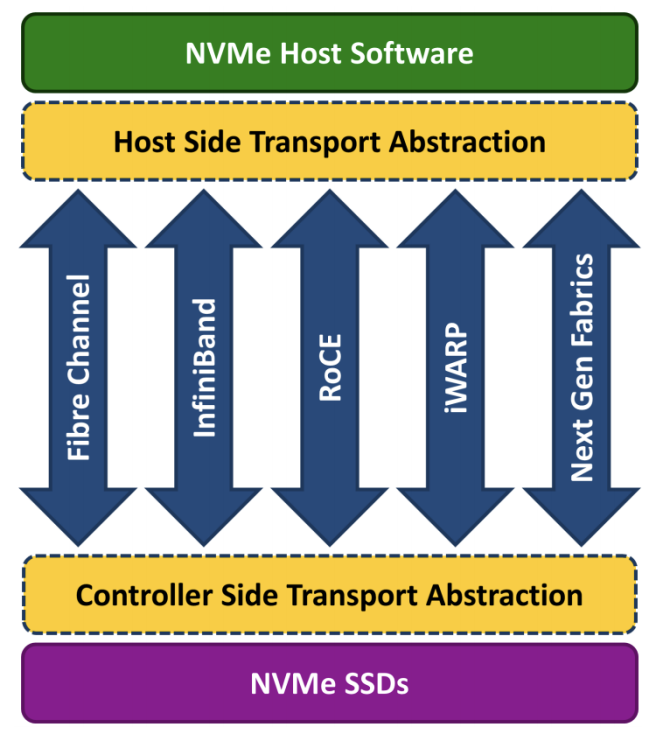 NVMe Host Software
Host Side Transport Abstraction
Fibre Channel
InfiniBand
RoCE
iWARP
Next Gen Fabrics
Controller Side Transport Abstraction
NVMe SSDs